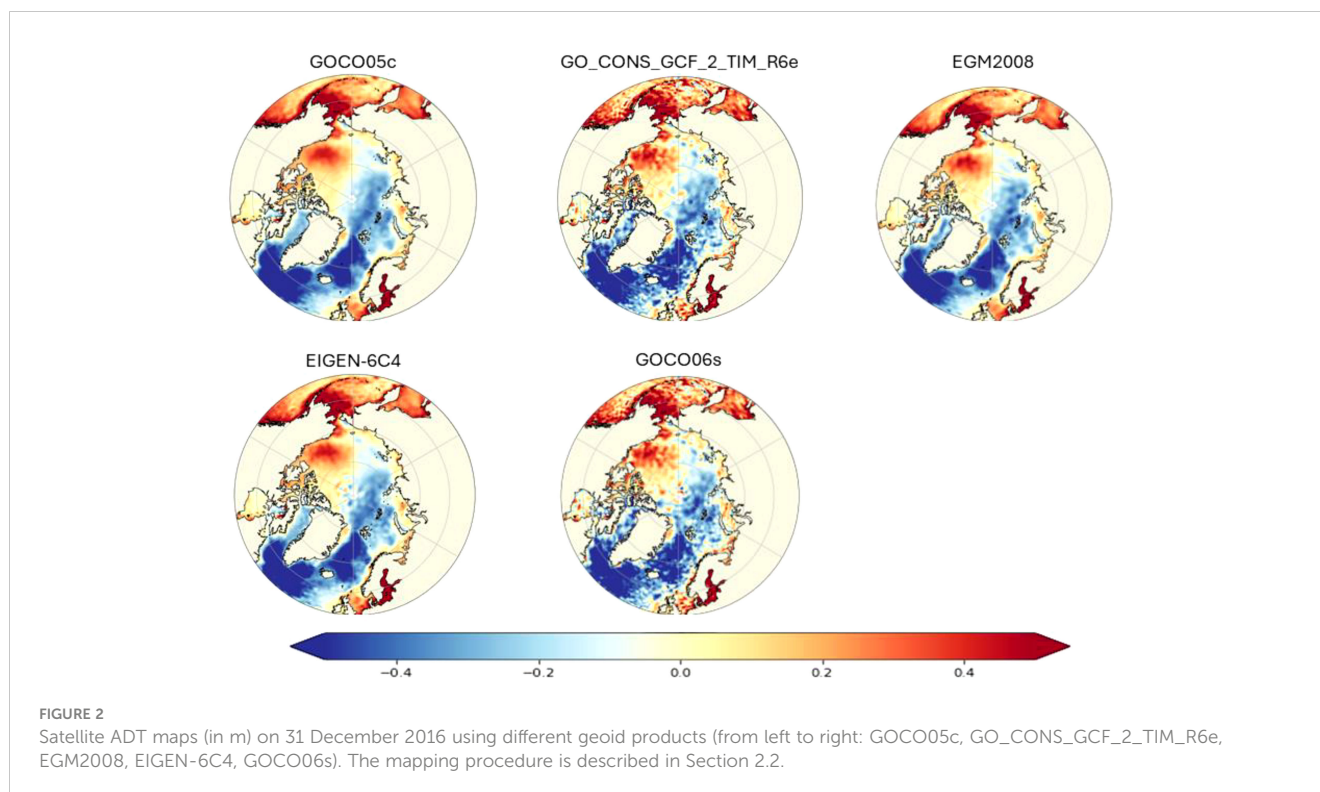 GOCO05c
GO_CONS_GCF_2_TIM_R6e
EGM2008
EIGEN-6C4
GOCO06s
−0.4
−0.2
0.0
0.2
0.4
FIGURE 2
Satellite ADT maps (in m) on 31 December 2016 using different geoid products (from left to right: GOCO05c, GO_CONS_GCF_2_TIM_R6e,
EGM2008, EIGEN-6C4, GOCO06s). The mapping procedure is described in Section 2.2.